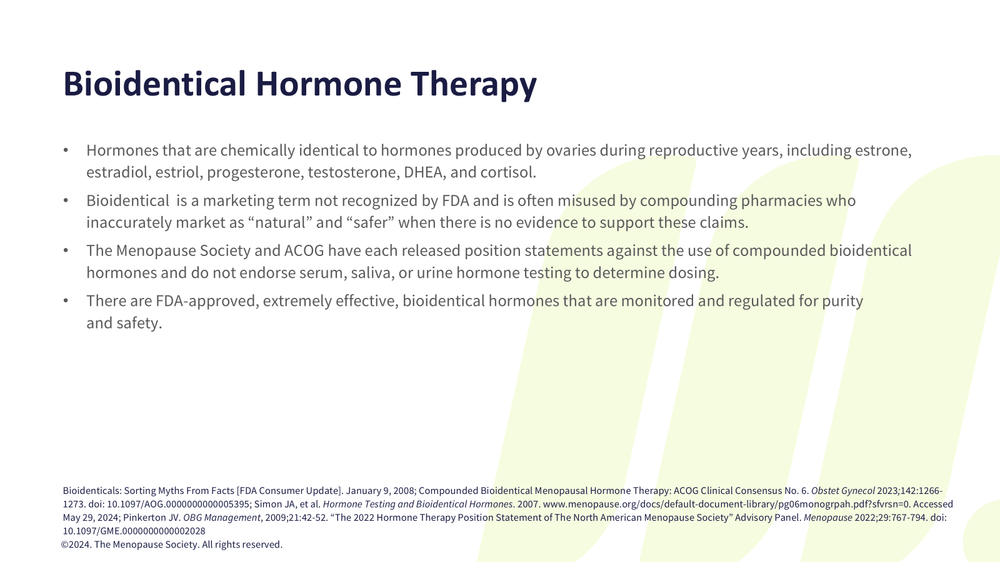 Bioidentical Hormone Therapy
• Hormones that are chemically identical to hormones produced by ovaries during reproductive years, including estrone,
estradiol, estriol, progesterone, testosterone, DHEA, and cortisol.
• Bioidentical  is a marketing term not recognized by FDA and is often misused by compounding pharmacies who
inaccurately market as “natural” and “safer” when there is no evidence to support these claims.
• The Menopause Society and ACOG have each released position statements against the use of compounded bioidentical
hormones and do not endorse serum, saliva, or urine hormone testing to determine dosing.
• There are FDA-approved, extremely effective, bioidentical hormones that are monitored and regulated for purity
and safety.
Bioidenticals: Sorting Myths From Facts [FDA Consumer Update]. January 9, 2008; Compounded Bioidentical Menopausal Hormone Therapy: ACOG Clinical Consensus No. 6. Obstet Gynecol 2023;142:1266-
1273. doi: 10.1097/AOG.0000000000005395; Simon JA, et al. Hormone Testing and Bioidentical Hormones. 2007. www.menopause.org/docs/default-document-library/pg06monogrpah.pdf?sfvrsn=0. Accessed
May 29, 2024; Pinkerton JV. OBG Management, 2009;21:42-52. “The 2022 Hormone Therapy Position Statement of The North American Menopause Society” Advisory Panel. Menopause 2022;29:767-794. doi:
10.1097/GME.0000000000002028
©2024. The Menopause Society. All rights reserved.